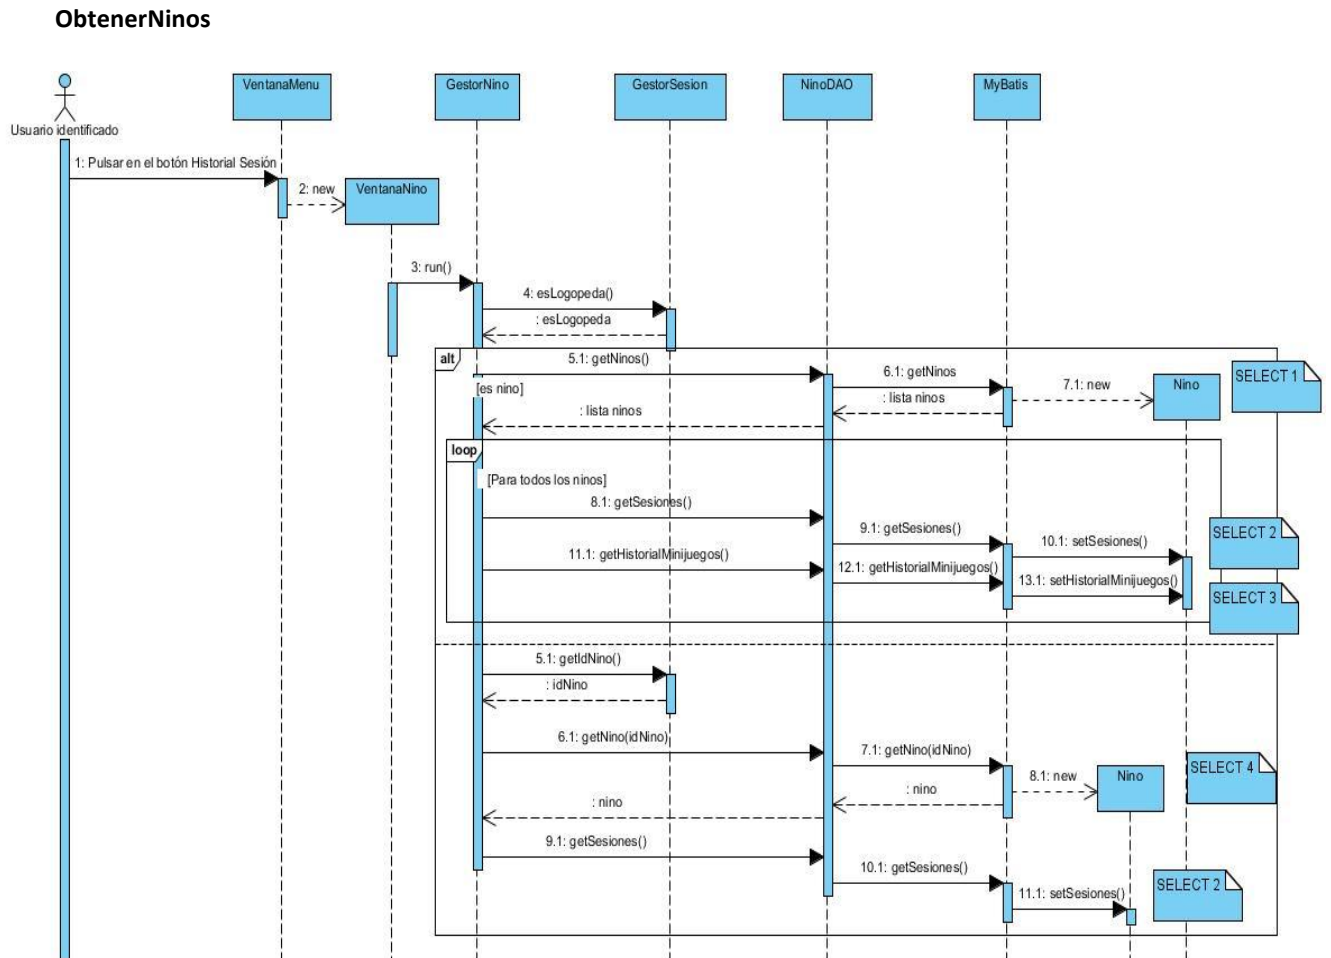 ObtenerNinos
VentanaMenu
GestorNino
GestorSesion
NinoDAO
MyBatis
Usuario identificado
1: Pulsar en el botón Historial Sesión
2: new
VentanaNino
3: run()
4: esLogopeda()
: esLogopeda
alt
5.1: getNinos()
[es nino]
6.1: getNinos
7.1: new
Nino
SELECT 1
: lista ninos
: lista ninos
loop
[Para todos los ninos]
8.1: getSesiones()
9.1: getSesiones()
10.1: setSesiones()
SELECT 2
11.1: getHistorialMinijuegos()
12.1: getHistorialMinijuegos()
13.1: setHistorialMinijuegos()
SELECT 3
5.1: getIdNino()
: idNino
6.1: getNino(idNino)
7.1: getNino(idNino)
8.1: new
Nino
SELECT 4
: nino
: nino
9.1: getSesiones()
10.1: getSesiones()
11.1: setSesiones()
SELECT 2